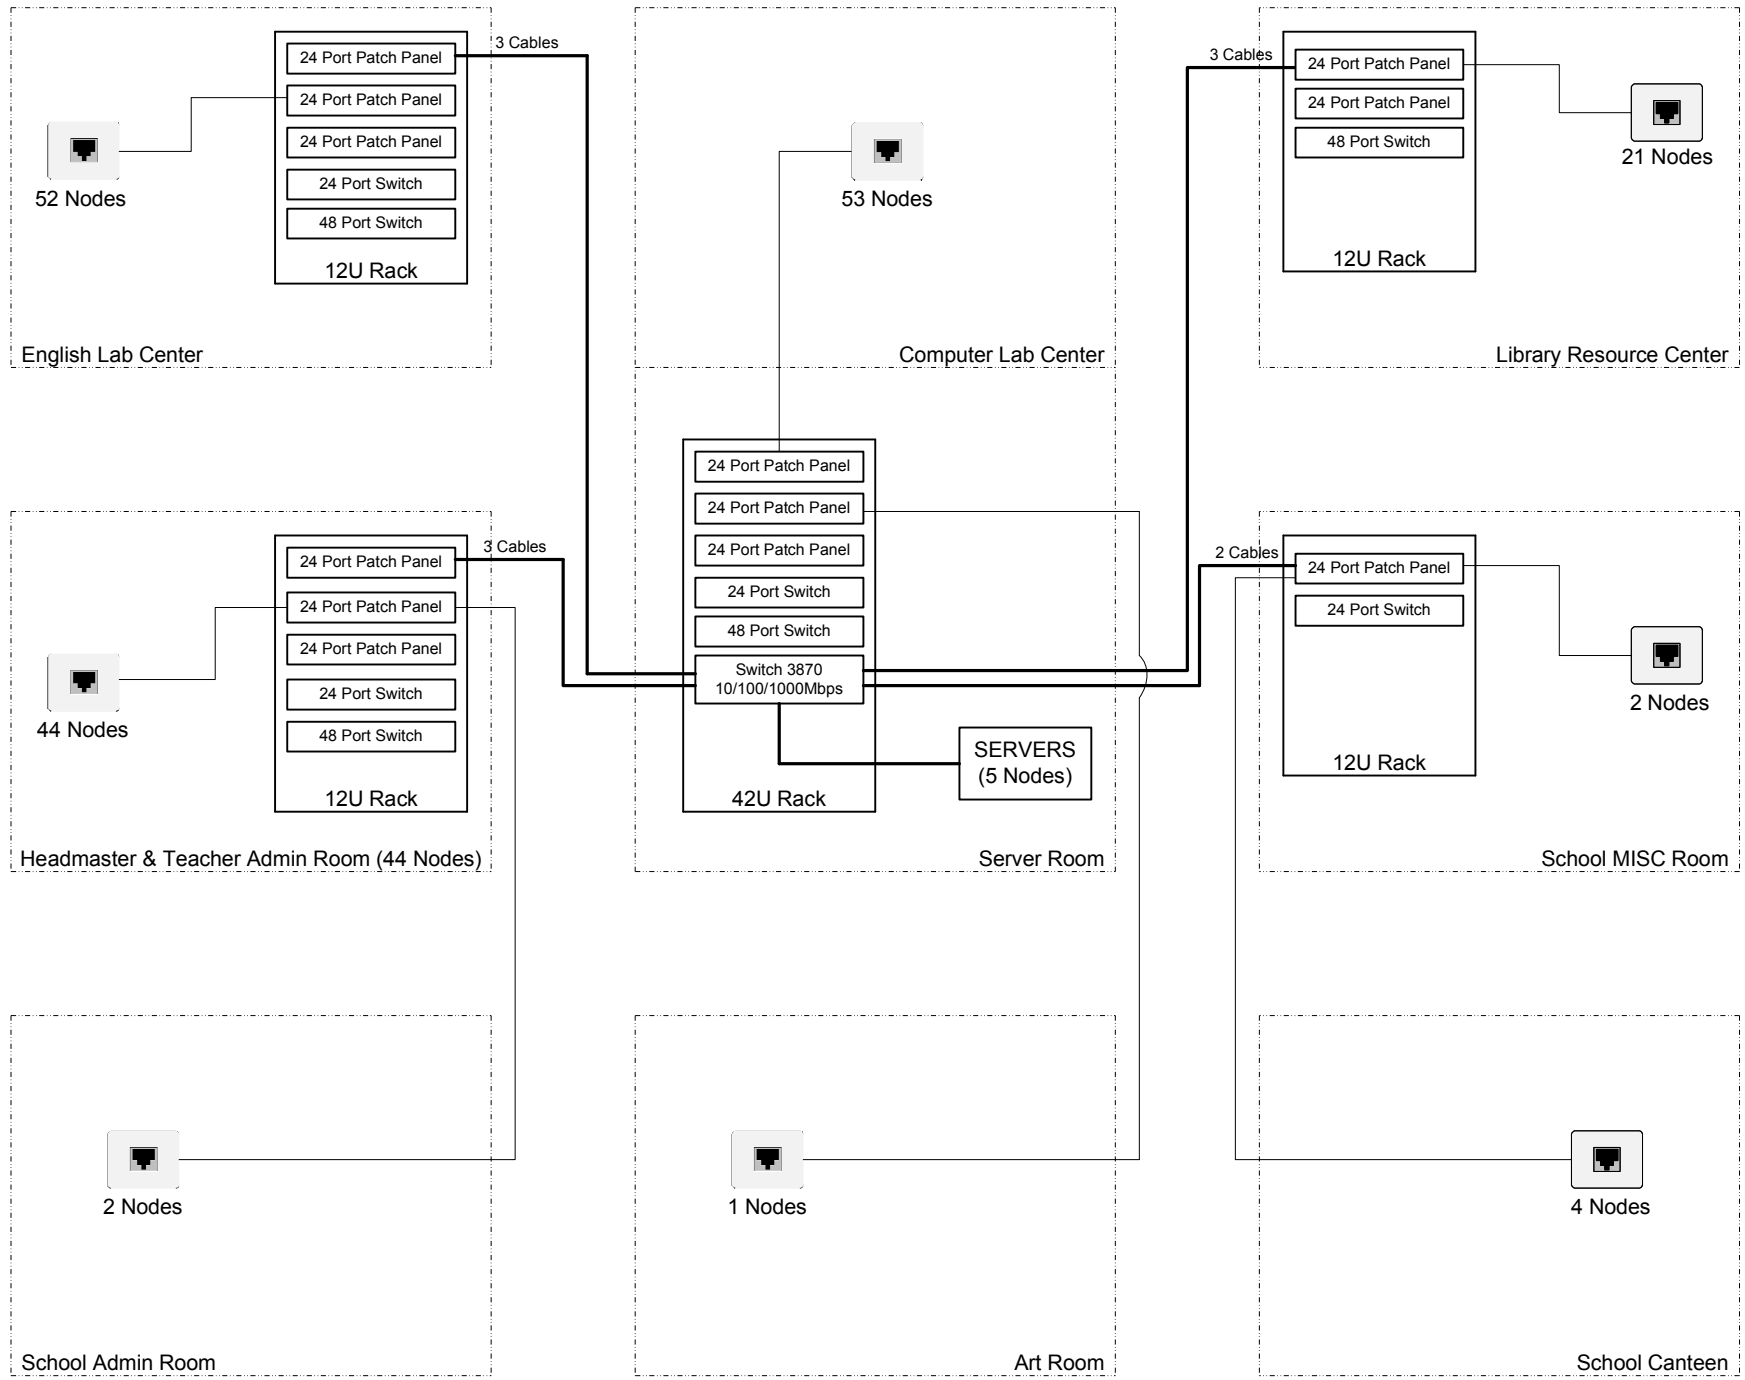 24 Port Patch Panel
24 Port Patch Panel
24 Port Patch Panel
24 Port Switch
48 Port Switch
12U Rack
3 Cables
52 Nodes
English Lab Center
53 Nodes
Computer Lab Center
3 Cables
24 Port Patch Panel
24 Port Patch Panel
48 Port Switch
12U Rack
21 Nodes
Library Resource Center
24 Port Patch Panel
24 Port Patch Panel
24 Port Patch Panel
24 Port Switch
48 Port Switch
12U Rack
3 Cables
44 Nodes
Headmaster & Teacher Admin Room (44 Nodes)
24 Port Patch Panel
24 Port Patch Panel
24 Port Patch Panel
24 Port Switch
48 Port Switch
Switch 3870
10/100/1000Mbps
42U Rack
SERVERS
(5 Nodes)
Server Room
2 Cables
24 Port Patch Panel
24 Port Switch
12U Rack
2 Nodes
School MISC Room
2 Nodes
School Admin Room
1 Nodes
Art Room
4 Nodes
School Canteen